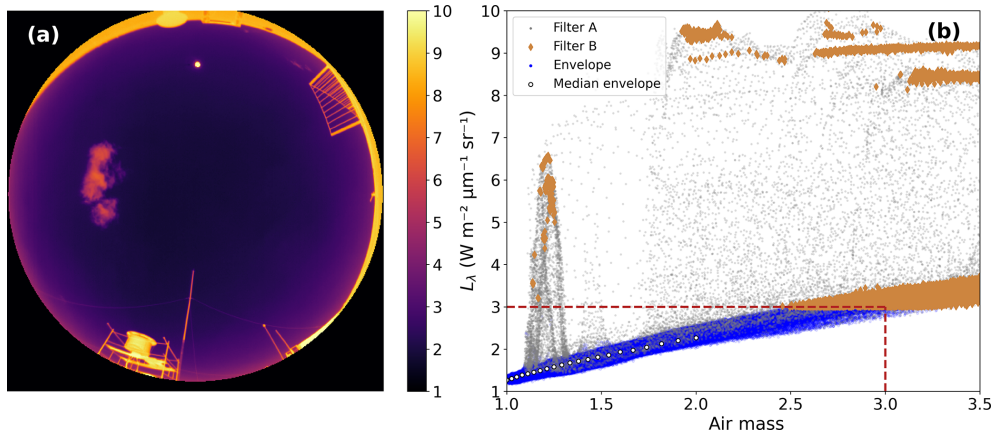 (a)
10
9
8
7
6
5
4
3
2
1
Lλ (W m⁻² μm⁻¹ sr⁻¹)
10
9
8
7
6
5
4
3
2
1
Filter A
Filter B
Envelope
Median envelope
(b)
1.0 1.5 2.0 2.5 3.0 3.5
Air mass